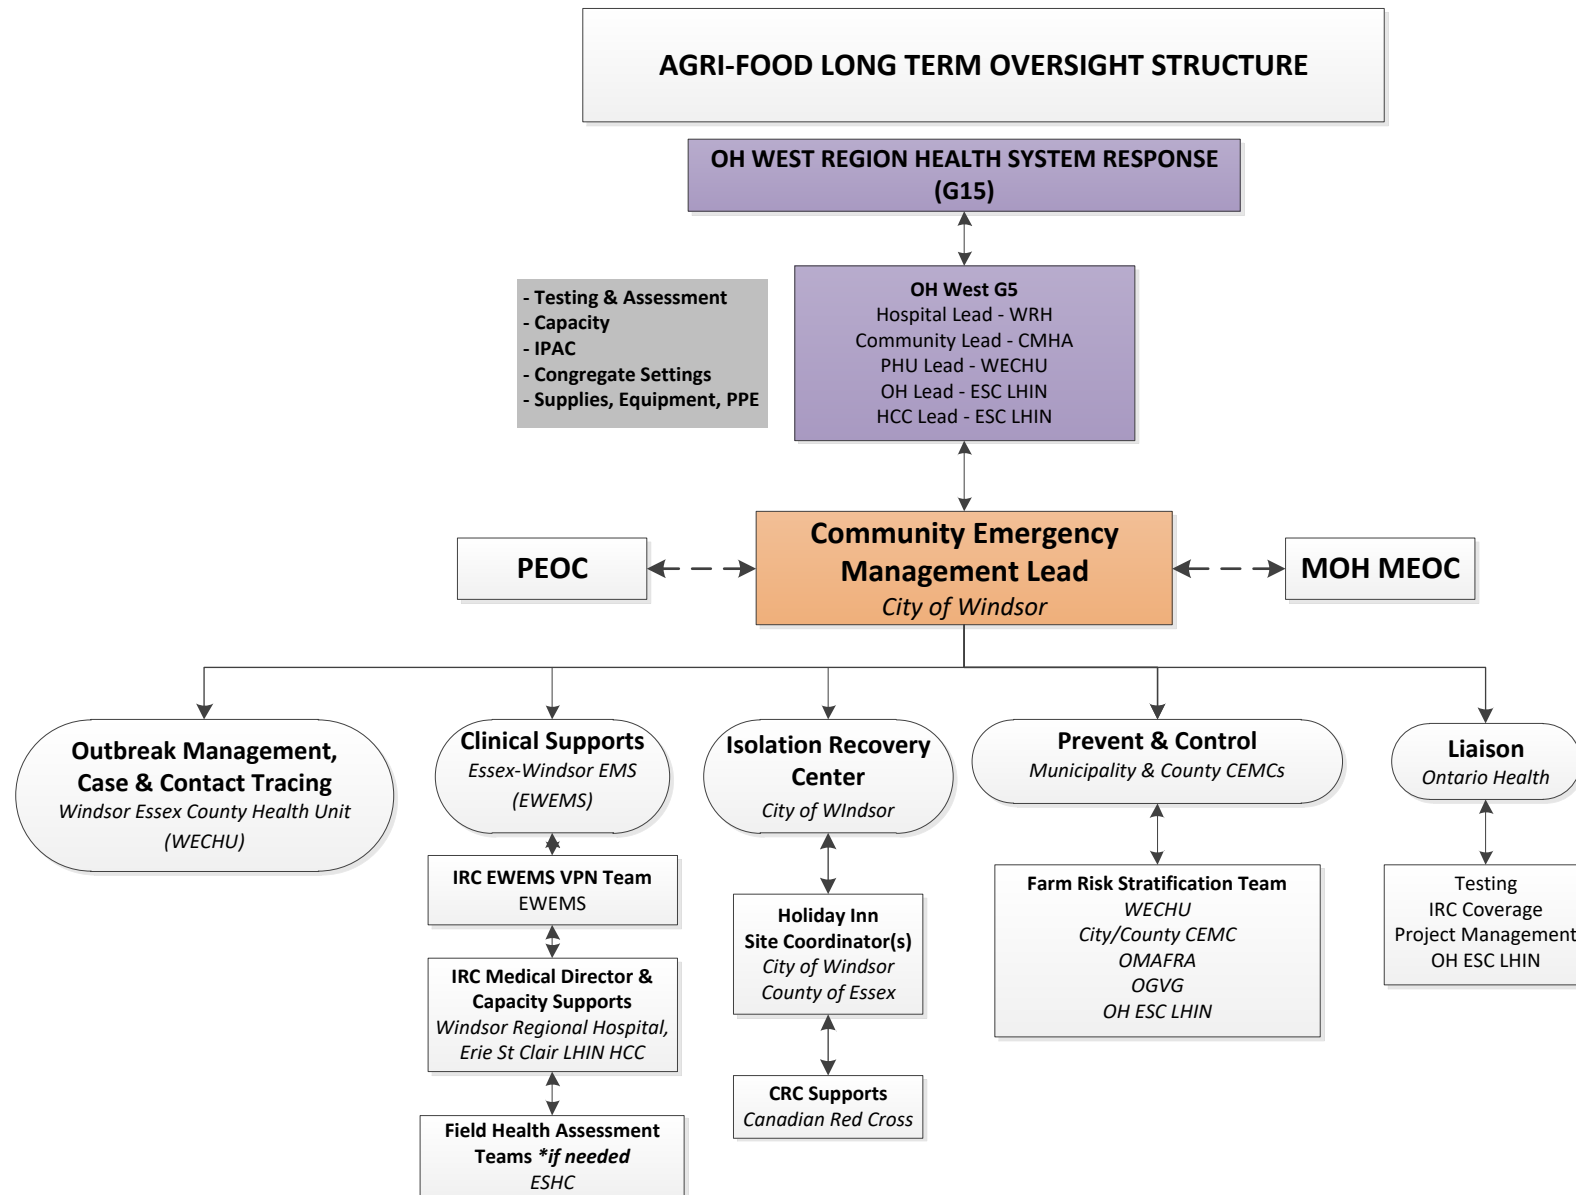 AGRI-FOOD LONG TERM OVERSIGHT STRUCTURE
OH WEST REGION HEALTH SYSTEM RESPONSE
(G15)
- Testing & Assessment
- Capacity
- IPAC
- Congregate Settings
- Supplies, Equipment, PPE
OH West G5
Hospital Lead - WRH
Community Lead - CMHA
PHU Lead - WECHU
OH Lead - ESC LHIN
HCC Lead - ESC LHIN
PEOC
Community Emergency
Management Lead
City of Windsor
MOH MEOC
Outbreak Management,
Case & Contact Tracing
Windsor Essex County Health Unit
(WECHU)
Clinical Supports
Essex-Windsor EMS
(EWEMS)
IRC EWEMS VPN Team
EWEMS
IRC Medical Director &
Capacity Supports
Windsor Regional Hospital,
Erie St Clair LHIN HCC
Field Health Assessment
Teams *if needed
ESHC
Isolation Recovery
Center
City of WIndsor
Holiday Inn
Site Coordinator(s)
City of Windsor
County of Essex
CRC Supports
Canadian Red Cross
Prevent & Control
Municipality & County CEMCs
Farm Risk Stratification Team
WECHU
City/County CEMC
OMAFRA
OGVG
OH ESC LHIN
Liaison
Ontario Health
Testing
IRC Coverage
Project Management
OH ESC LHIN